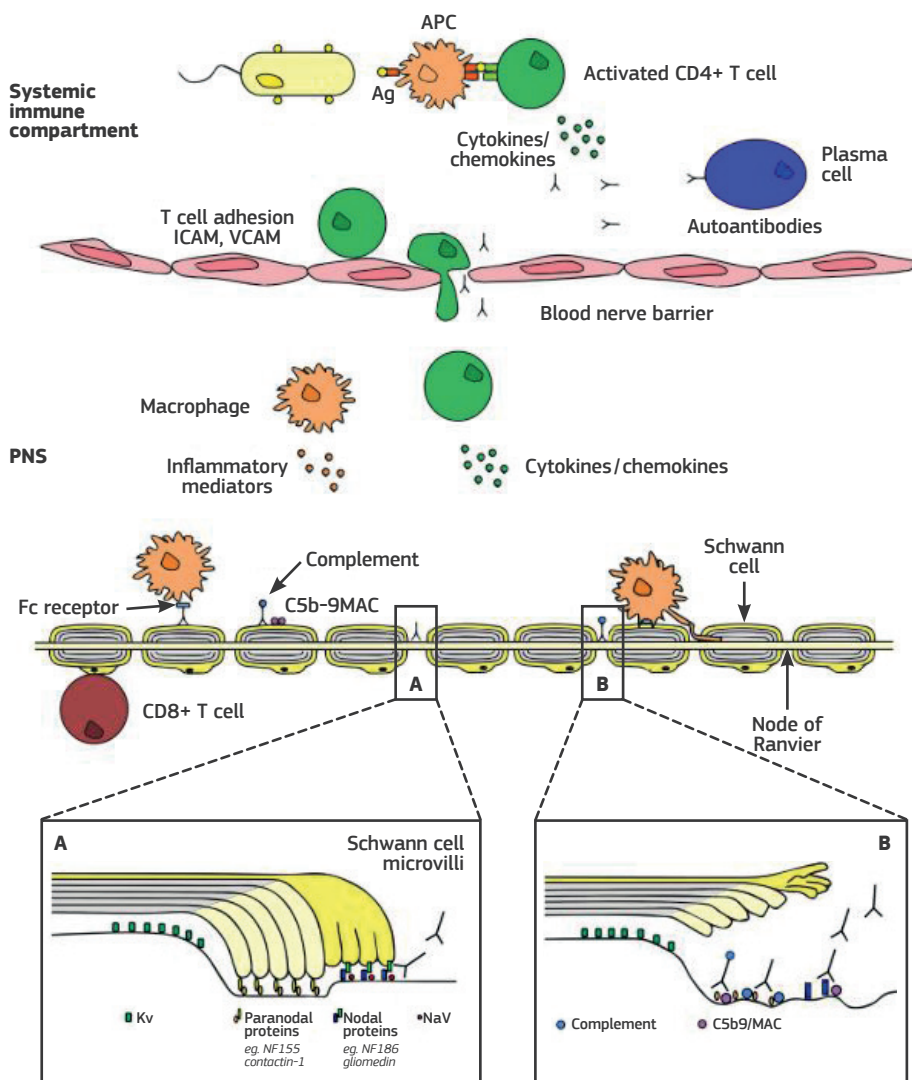 APC
Systemic
immune
compartment
Ag
Activated CD4+ T cell
Cytokines/
chemokines
Plasma
cell
Autoantibodies
T cell adhesion
ICAM, VCAM
Blood nerve barrier
Macrophage
PNS
Inflammatory
mediators
Cytokines/chemokines
Complement
Schwann
cell
Fc receptor
C5b-9MAC
A
B
CD8+ T cell
Node of
Ranvier
A
Schwann cell
microvilli
Kv
Paranodal
proteins
eg. NF155
contactin-1
Nodal
proteins
eg. NF186
gliomedin
NaV
B
Complement
C5b9/MAC